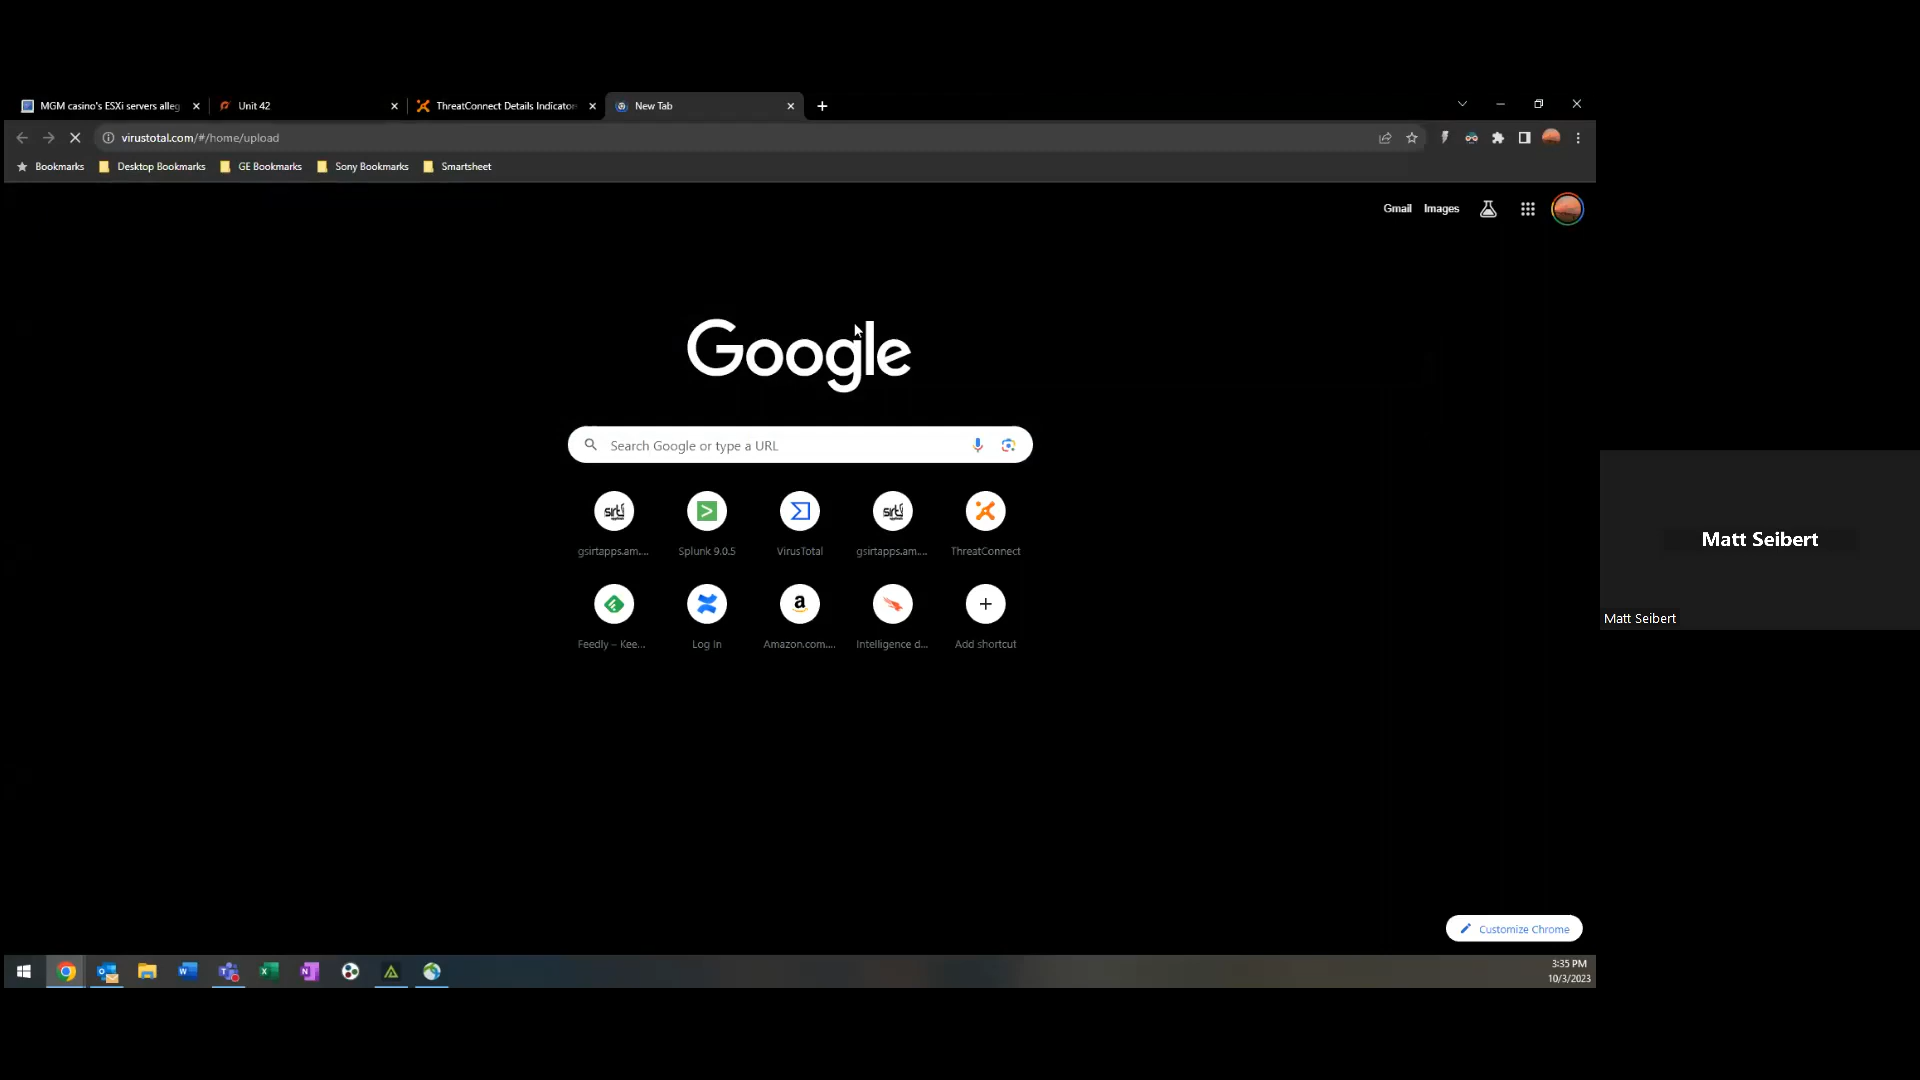 MGM casino's ESXi servers alleg
Unit 42
ThreatConnect Details Indicator
New Tab
virustotal.com/#/home/upload
Bookmarks
Desktop Bookmarks
GE Bookmarks
Sony Bookmarks
Smartsheet
Gmail
Images
Google
Search Google or type a URL
gsirtapps.am....
Splunk 9.0.5
VirusTotal
gsirtapps.am....
ThreatConnect
Feedly – Kee...
Log In
Amazon.com....
Intelligence d...
Add shortcut
Customize Chrome
3:35 PM
10/3/2023
Matt Seibert
Matt Seibert